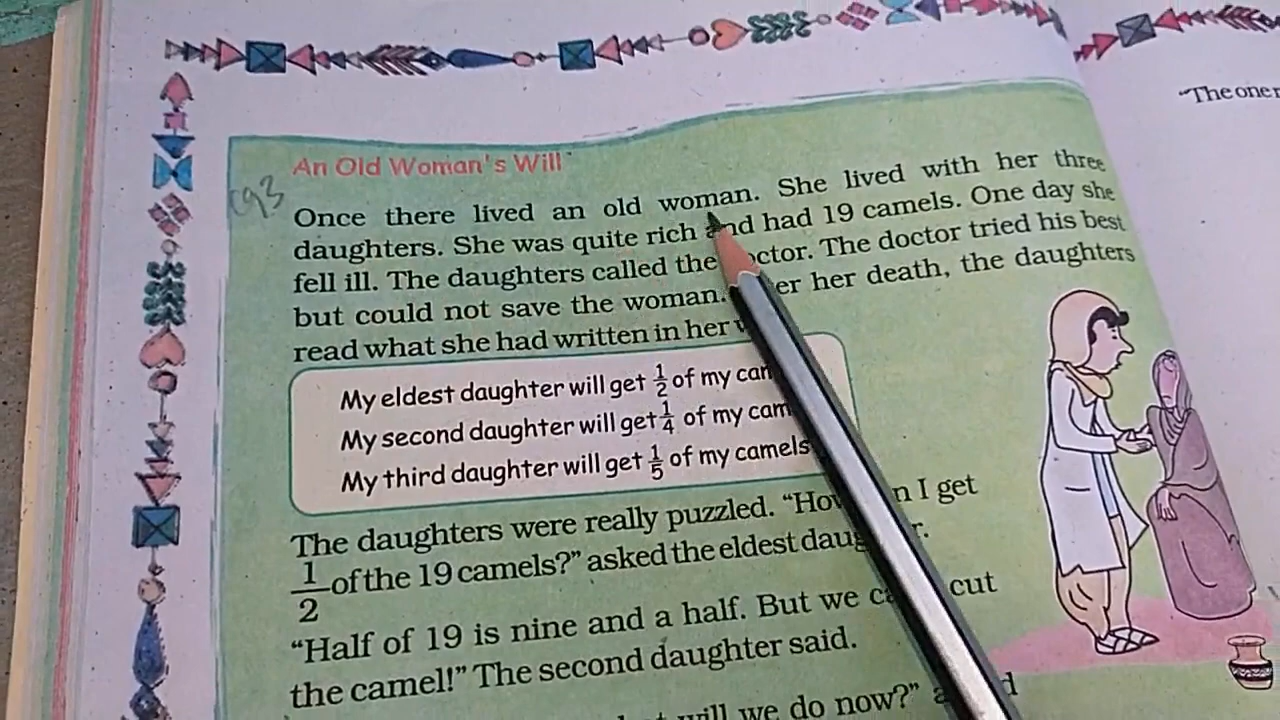 An Old Woman's Will
Q3
Once there lived an old woman. She lived with her three
daughters. She was quite rich and had 19 camels. One day she
fell ill. The daughters called the doctor. The doctor tried his best
but could not save the woman. her death, the daughters
read what she had written in her
My eldest daughter will get 1/2 of my
My second daughter will get 1/4 of my
My third daughter will get 1/5 of my camels
The daughters were really puzzled. “How I get
1/2 of the 19 camels?” asked the eldest
“Half of 19 is nine and a half. But we cut
the camel!” The second daughter said.
will we do now?”
“The one